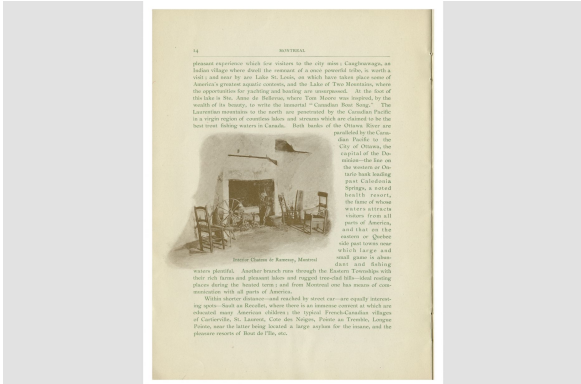 24 MONTREAL
pleasant experience which few visitors to the city miss: Caughnawaga, an
Indian village where dwell the remnant of a once powerful tribe, is worth a
visit; and near by are Lake St. Louis, on which have taken place some of
America's greatest aquatic contests, and the Lake of Two Mountains, where
the opportunities for yachting and boating are unsurpassed. At the foot of
this lake is Ste. Anne de Bellevue, where Tom Moore was inspired, by the
wealth of its beauty, to write the immortal "Canadian Boat Song." The
Laurentian mountains to the north are penetrated by the Canadian Pacific
in a virgin region of countless lakes and streams which are claimed to be the
best trout fishing waters in Canada. Both banks of the Ottawa River are
paralleled by the Cana-
dian Pacific to the
City of Ottawa, the
capital of the Do-
minion—the line on
the western or On-
tario bank leading
past Caledonia
Springs, a noted
health resort,
the fame of whose
waters attracts
visitors from all
parts of America,
and that on the
eastern or Quebec
side past towns near
which large and
small game is abun-
dant and fishing
Interior Chateau de Ramezay, Montreal
waters plentiful. Another branch runs through the Eastern Townships with
their rich farms and pleasant lakes and rugged tree-clad hills—ideal resting
places during the heated term; and from Montreal one has means of com-
munication with all parts of America.
Within shorter distance—and reached by street car—are equally interest-
ing spots—Sault au Recollet, where there is an immense convent at which are
educated many American children; the typical French-Canadian villages
of Cartierville, St. Laurent, Cote des Neiges, Pointe au Tremble, Longue
Pointe, near the latter being located a large asylum for the insane, and the
pleasure resorts of Bout de l'Ile, etc.